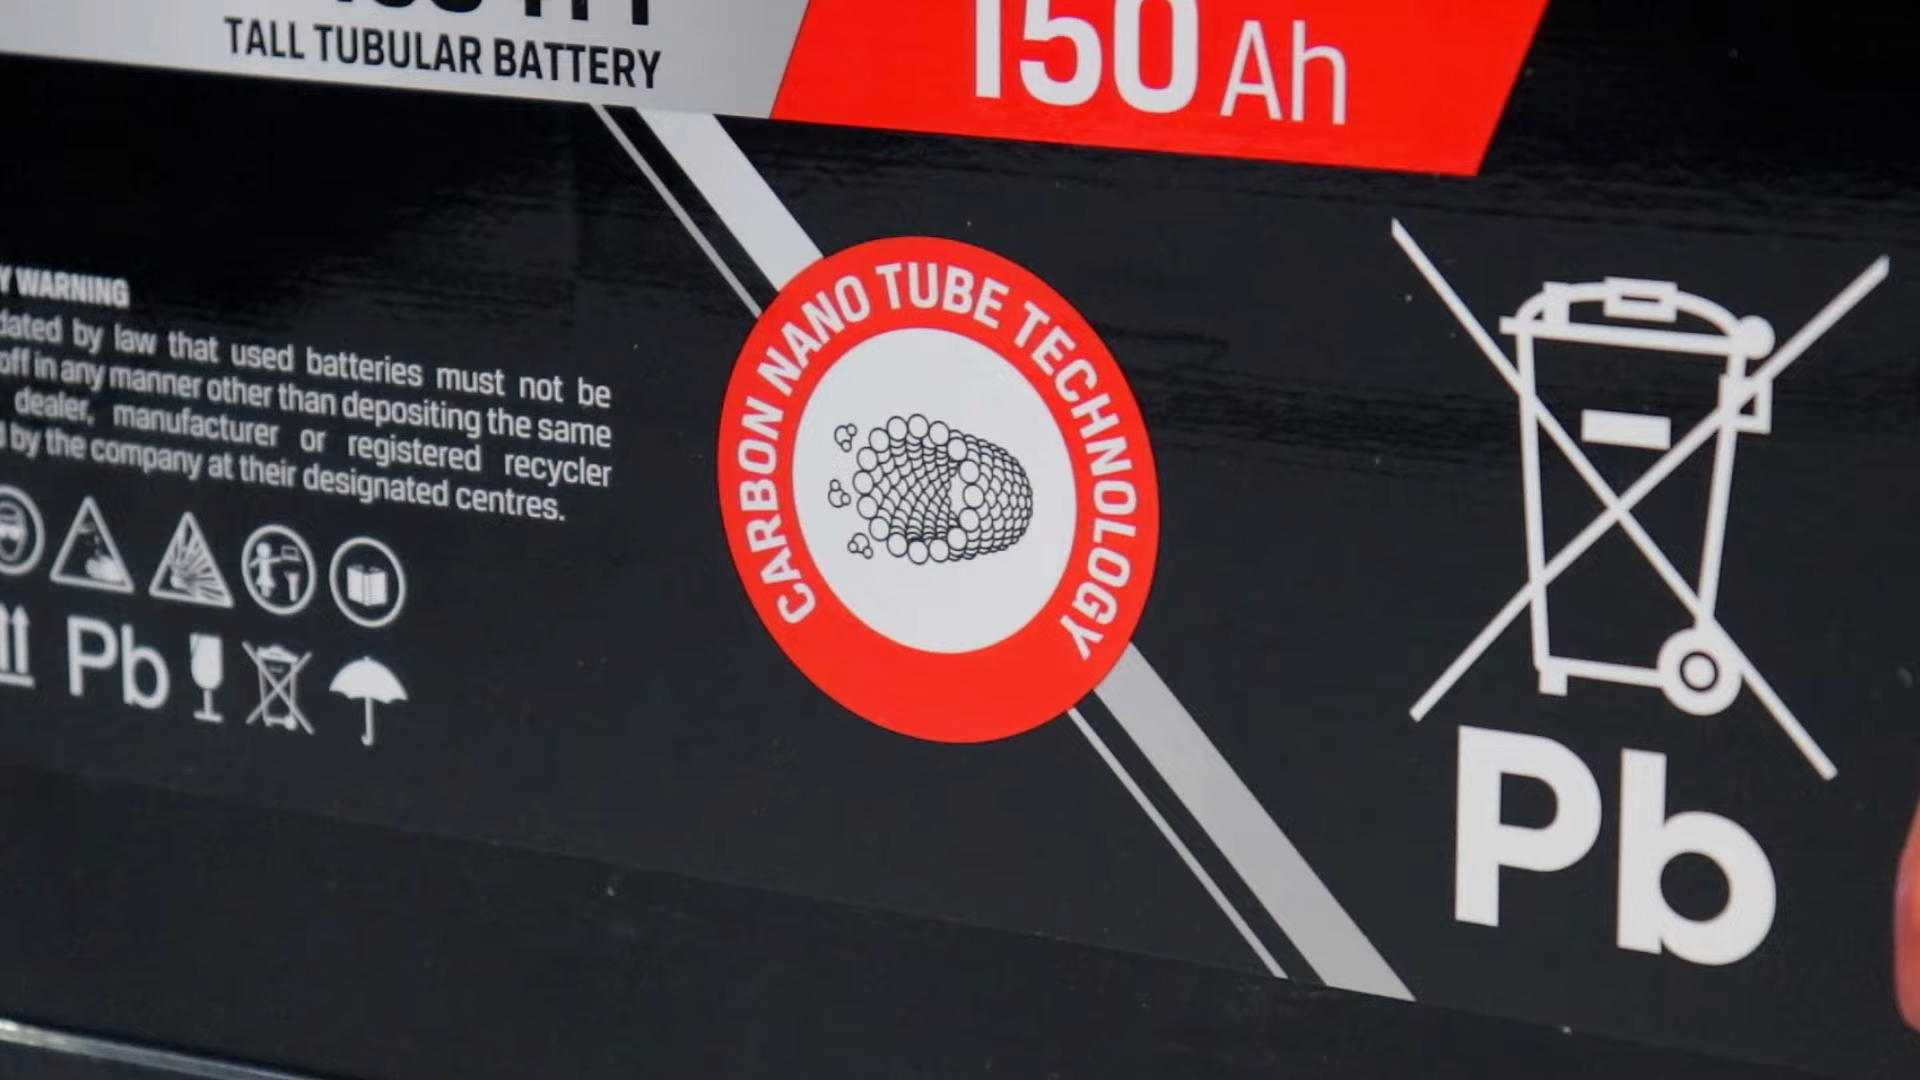 TALL TUBULAR BATTERY
150 Ah
WARNING
by law that used batteries must not be
off in any manner other than depositing the same
dealer, manufacturer or registered recycler
by the company at their designated centres.
CARBON NANO TUBE TECHNOLOGY
Pb
Pb